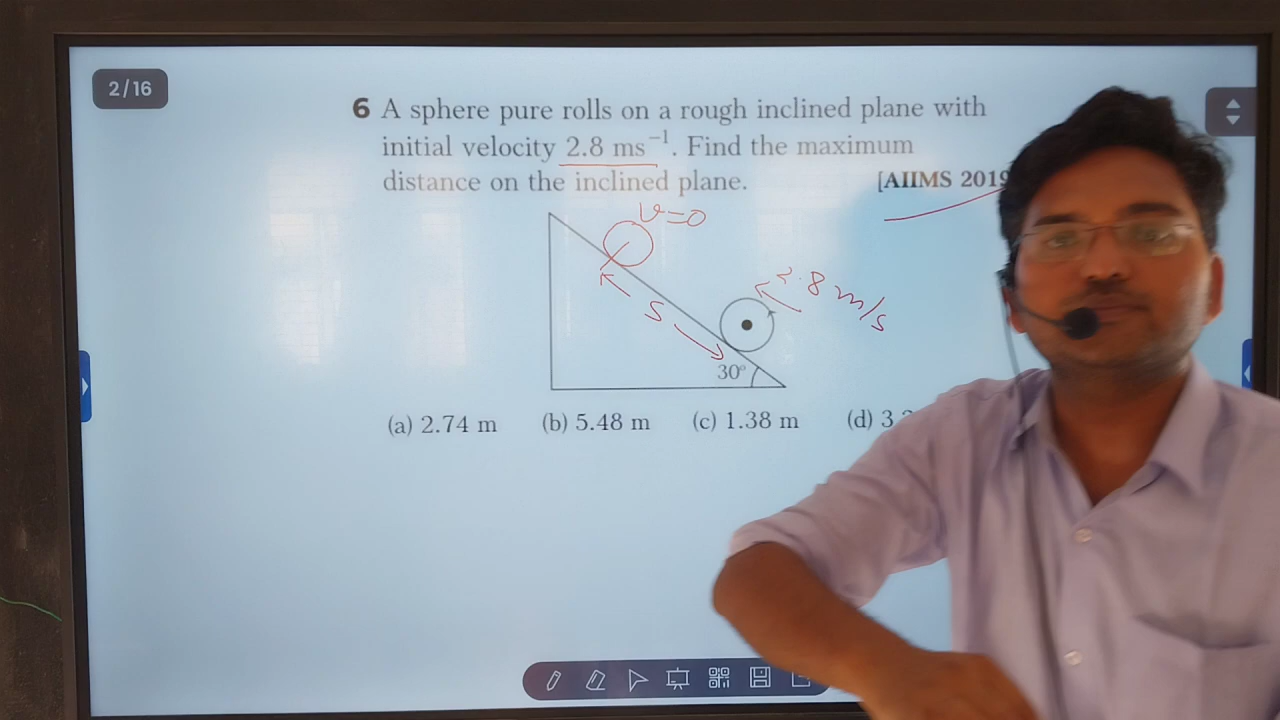 2/16
6 A sphere pure rolls on a rough inclined plane with
initial velocity 2.8 ms⁻¹. Find the maximum
distance on the inclined plane.
[AIIMS 2019
v=0
2.8 m/s
S
30°
(a) 2.74 m (b) 5.48 m (c) 1.38 m (d) 3